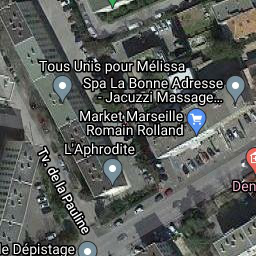 Tous Unis pour Mélissa
Spa La Bonne Adresse
- Jacuzzi Massage...
Market Marseille
Romain Rolland
L'Aphrodite
Tv. de la Pauline
Den
le Dépistage